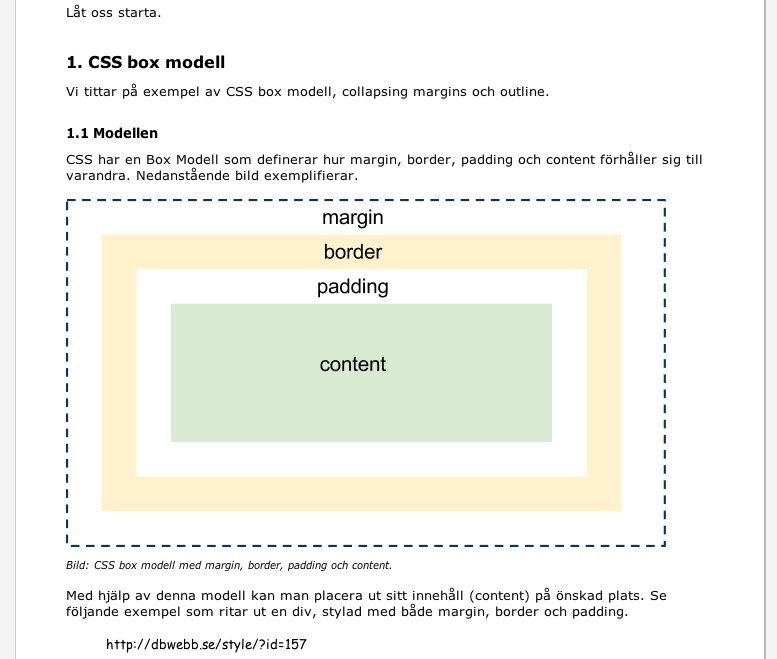 Låt oss starta.
1. CSS box modell
Vi tittar på exempel av CSS box modell, collapsing margins och outline.
1.1 Modellen
CSS har en Box Modell som definerar hur margin, border, padding och content förhåller sig till
varandra. Nedanstående bild exemplifierar.
margin
border
padding
content
Bild: CSS box modell med margin, border, padding och content.
Med hjälp av denna modell kan man placera ut sitt innehåll (content) på önskad plats. Se
följande exempel som ritar ut en div, stylad med både margin, border och padding.
http://dbwebb.se/style/?id=157